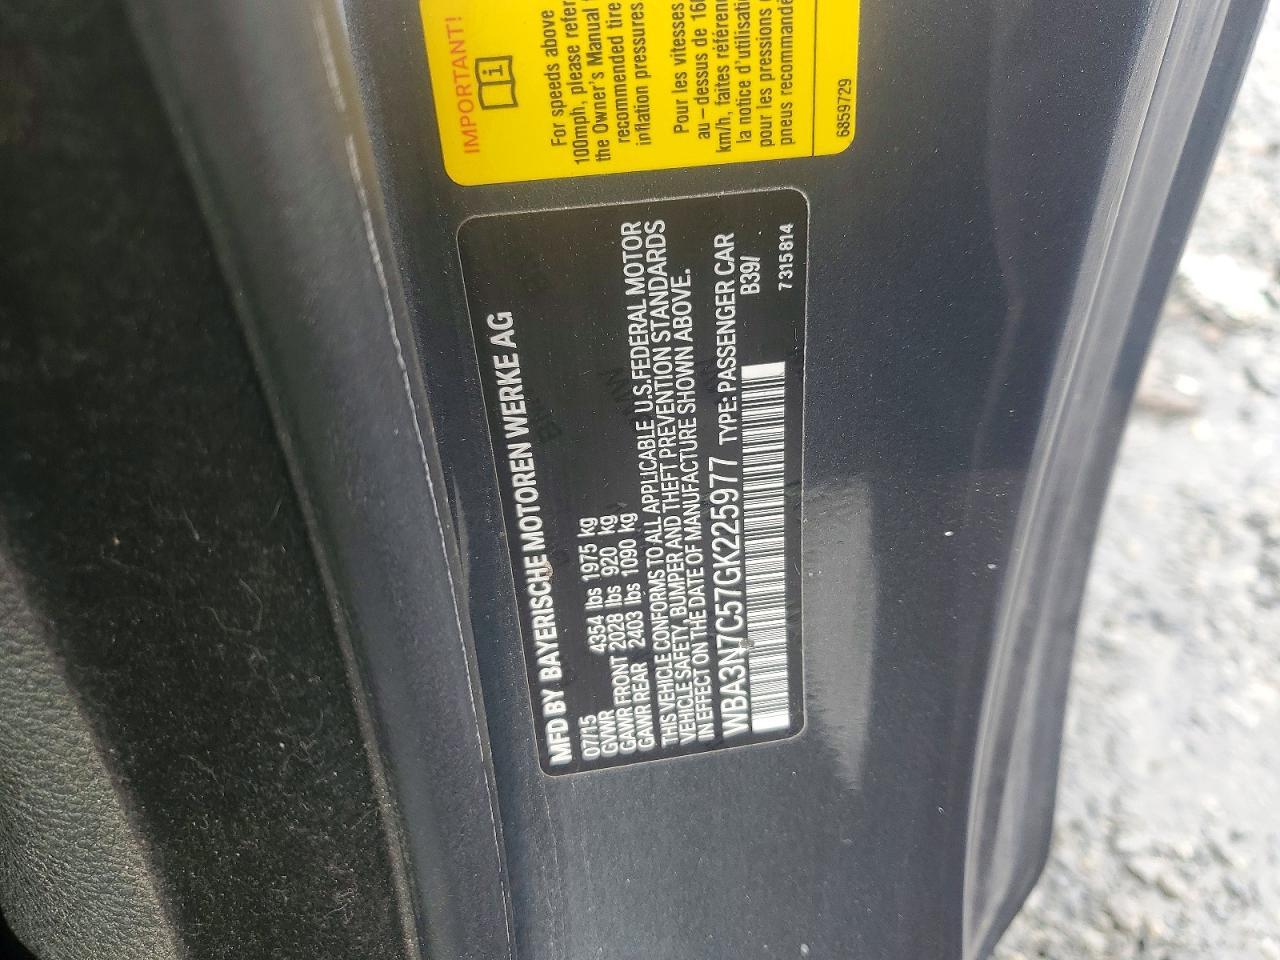 IMPORTANT!
For speeds above
100mph, please refer
the Owner's Manual
recommended tire
inflation pressures
Pour les vitesses
au-dessus de
km/h, faites
la notice d'utilisation
pour les pressions
pneus
6859729
MFD BY BAYERISCHE MOTOREN WERKE AG
07/15
GVWR 4354 lbs 1975 kg
GAWR FRONT 2028 lbs 920 kg
GAWR REAR 2403 lbs 1090 kg
THIS VEHICLE CONFORMS TO ALL APPLICABLE U.S.FEDERAL MOTOR
VEHICLE SAFETY, BUMPER AND THEFT PREVENTION STANDARDS
IN EFFECT ON THE DATE OF MANUFACTURE SHOWN ABOVE.
WBA3N7C57GK225977 TYPE: PASSENGER CAR
B39/
7315814